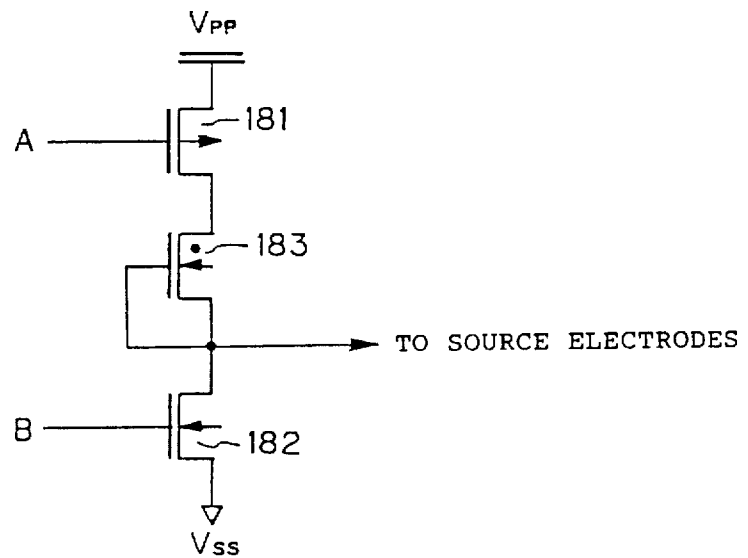 VPP
181
A
183
TO SOURCE ELECTRODES
B
182
VSS